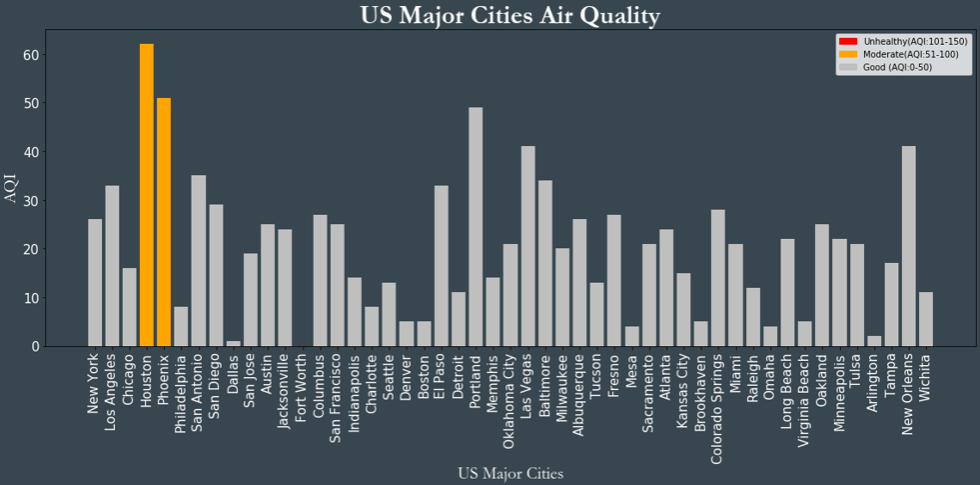 US Major Cities Air Quality
Unhealthy(AQI:101-150)
Moderate(AQI:51-100)
Good (AQI:0-50)
AQI
60
50
40
30
20
10
0
New York
Los Angeles
Chicago
Houston
Phoenix
Philadelphia
San Antonio
San Diego
Dallas
San Jose
Austin
Jacksonville
Fort Worth
Columbus
San Francisco
Indianapolis
Charlotte
Seattle
Denver
Boston
El Paso
Detroit
Portland
Memphis
Oklahoma City
Las Vegas
Baltimore
Milwaukee
Albuquerque
Tucson
Fresno
Mesa
Sacramento
Atlanta
Kansas City
Brookhaven
Colorado Springs
Miami
Raleigh
Omaha
Long Beach
Virginia Beach
Oakland
Minneapolis
Tulsa
Arlington
Tampa
New Orleans
Wichita
US Major Cities